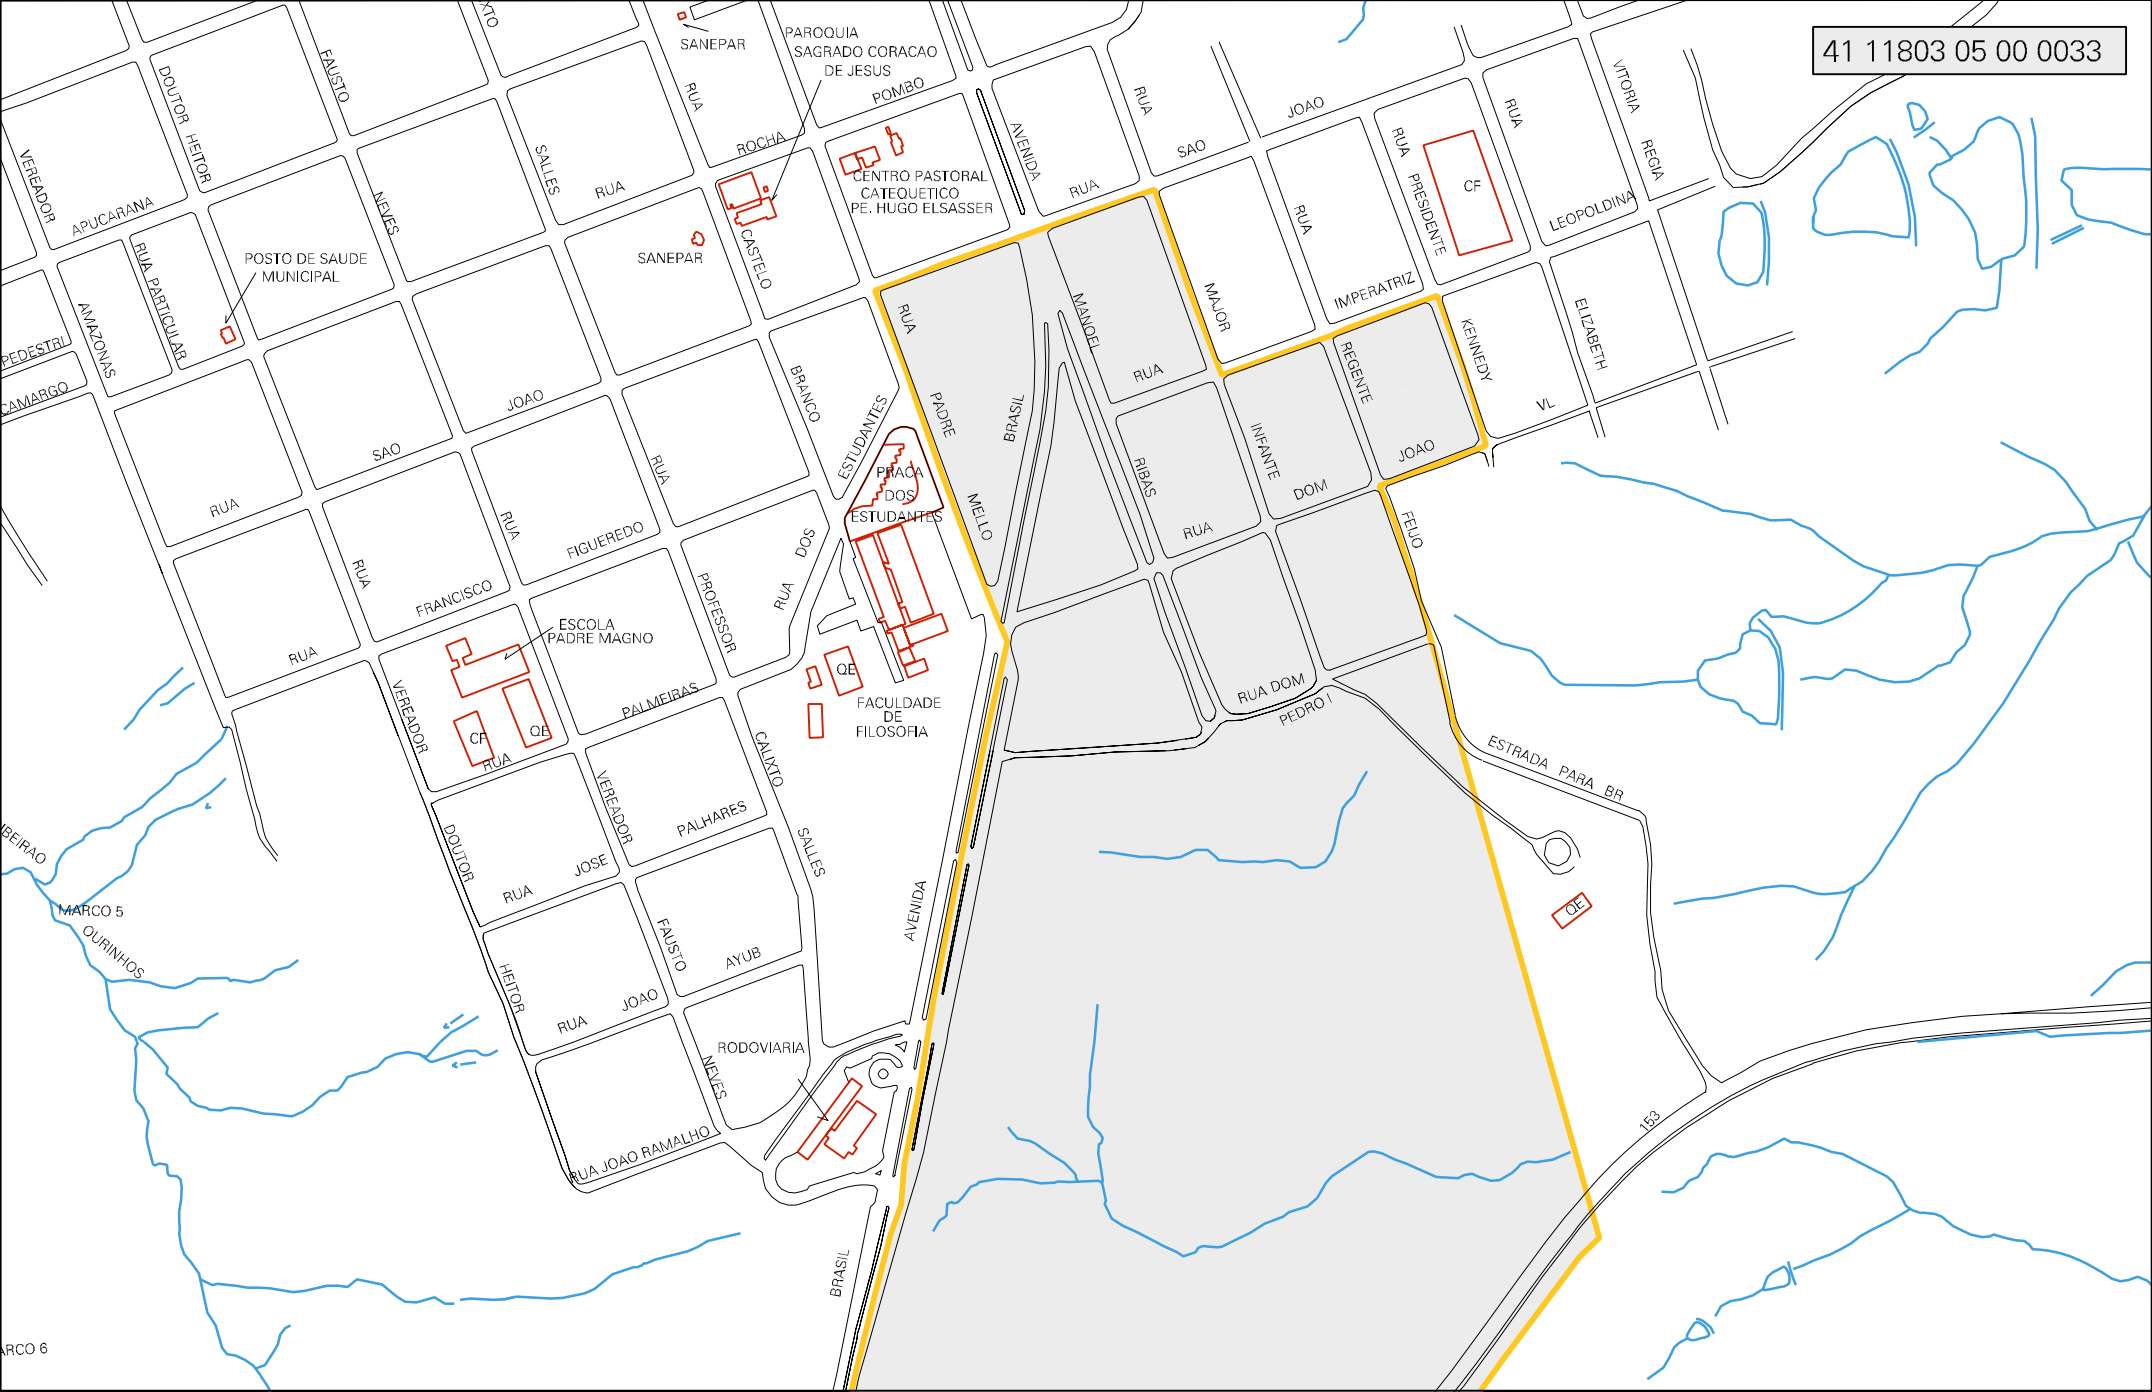 41 11803 05 00 0033
SANEPAR
PAROQUIA
SAGRADO CORACAO
DE JESUS
XTO
FAUSTO
DOUTOR HEITOR
VEREADOR
APUCARANA
RUA PARTICULAR
POSTO DE SAUDE
MUNICIPAL
NEVES
SALLES
RUA
RUA
ROCHA
POMBO
CENTRO PASTORAL
CATEQUETICO
PE. HUGO ELSASSER
SANEPAR
CASTELO
AVENIDA
RUA
RUA
SAO
JOAO
RUA
RUA PRESIDENTE
CF
RUA
VITORIA REGIA
LEOPOLDINA
IMPERATRIZ
MAJOR
KENNEDY
ELIZABETH
VL
PEDESTRI
CAMARGO
AMAZONAS
RUA
PADRE
MELLO
BRASIL
MANOEL
RUA
RIBAS
INFANTE
REGENTE
JOAO
DOM
RUA
FEIJO
BRANCO
ESTUDANTES
PRACA
DOS
ESTUDANTES
JOAO
SAO
RUA
RUA
FIGUEREDO
FRANCISCO
RUA
RUA
RUA
PROFESSOR
RUA DOS
ESCOLA
PADRE MAGNO
QE
FACULDADE
DE
FILOSOFIA
RUA DOM
PEDRO I
ESTRADA PARA BR
QE
153
VEREADOR
CF
QE
RUA
PALMEIRAS
CALIXTO
SALLES
VEREADOR
PALHARES
JOSE
RUA
DOUTOR
HEITOR
FAUSTO
AYUB
JOAO
RUA
NEVES
RODOVIARIA
RUA JOAO RAMALHO
AVENIDA
BRASIL
IBEIRAO
MARCO 5
OURINHOS
ARCO 6